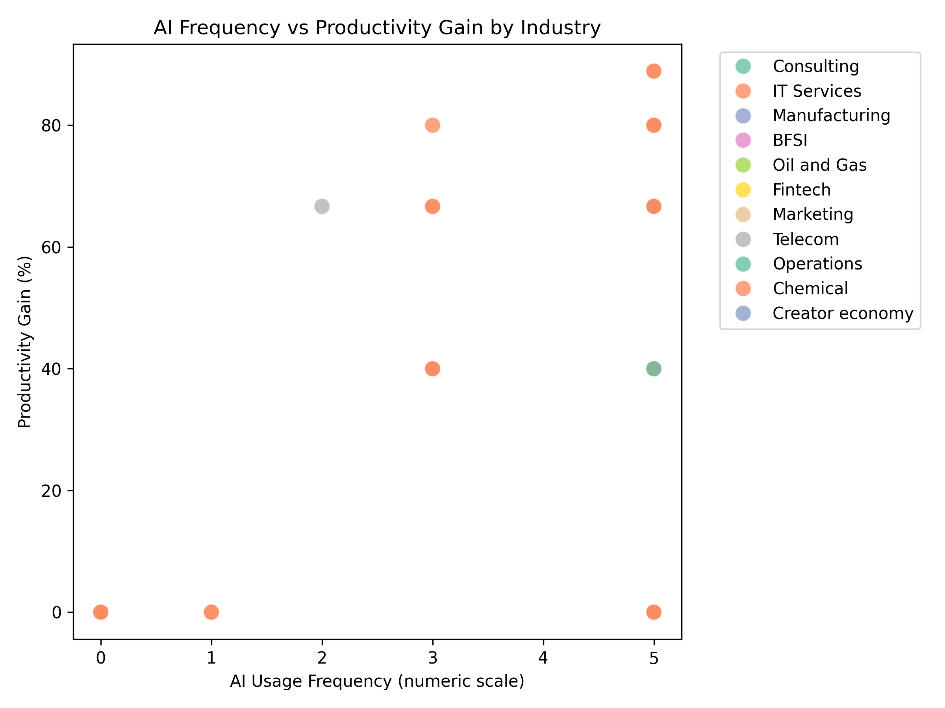 AI Frequency vs Productivity Gain by Industry
Productivity Gain (%)
80
60
40
20
0
0 1 2 3 4 5
AI Usage Frequency (numeric scale)
Consulting
IT Services
Manufacturing
BFSI
Oil and Gas
Fintech
Marketing
Telecom
Operations
Chemical
Creator economy